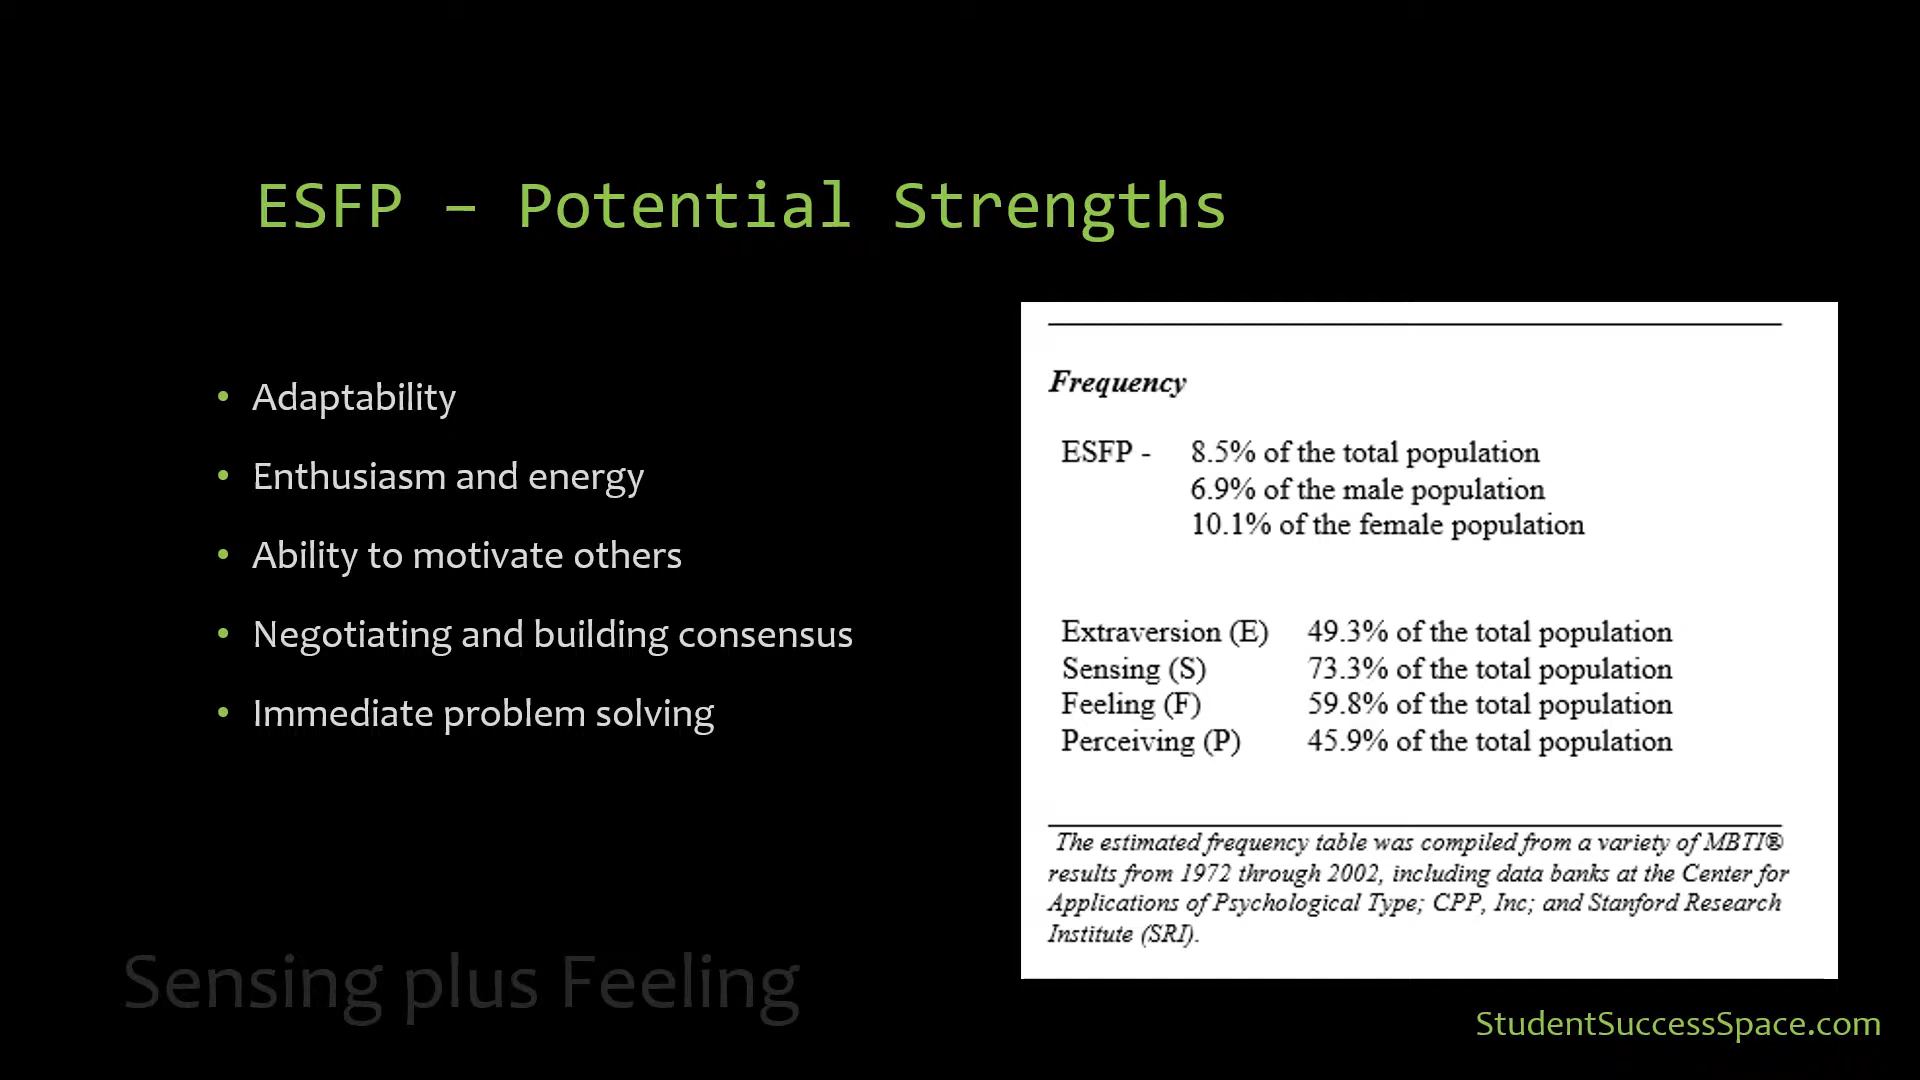 ESFP – Potential Strengths
• Adaptability
• Enthusiasm and energy
• Ability to motivate others
• Negotiating and building consensus
• Immediate problem solving
Frequency
ESFP - 8.5% of the total population
6.9% of the male population
10.1% of the female population
Extraversion (E) 49.3% of the total population
Sensing (S) 73.3% of the total population
Feeling (F) 59.8% of the total population
Perceiving (P) 45.9% of the total population
The estimated frequency table was compiled from a variety of MBTI®
results from 1972 through 2002, including data banks at the Center for
Applications of Psychological Type; CPP, Inc; and Stanford Research
Institute (SRI).
Sensing plus Feeling
StudentSuccessSpace.com